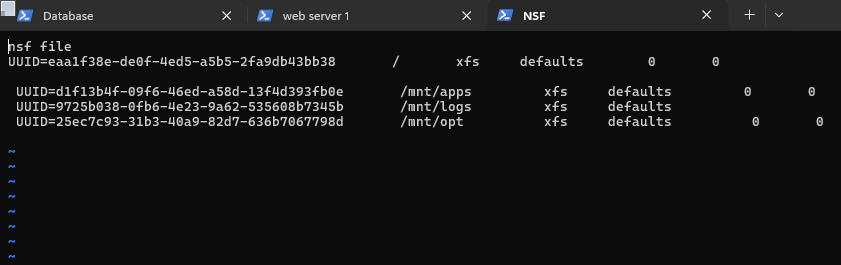 Database
web server 1
NSF
nsf file
UUID=eaa1f38e-de0f-4ed5-a5b5-2fa9db43bb38 / xfs defaults 0 0
UUID=d1f13b4f-09f6-46ed-a58d-13f4d393fb0e /mnt/apps xfs defaults 0 0
UUID=9725b038-0fb6-4e23-9a62-535608b7345b /mnt/logs xfs defaults
UUID=25ec7c93-31b3-40a9-82d7-636b7067798d /mnt/opt xfs defaults 0 0
~
~
~
~
~
~
~
~